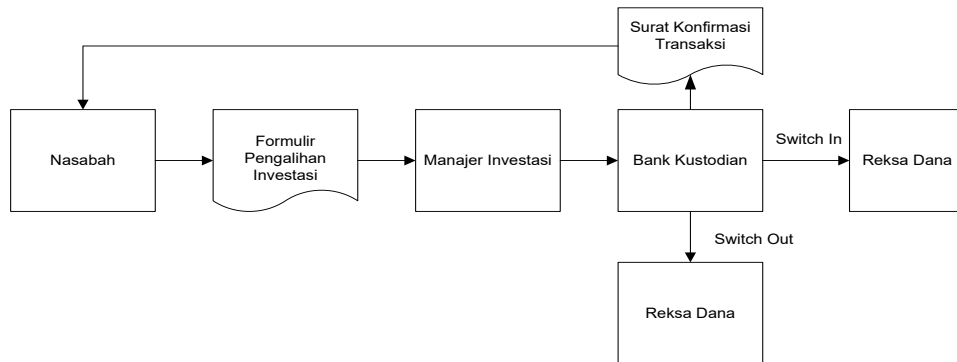 Surat Konfirmasi
Transaksi
Nasabah
Formulir
Pengalihan
Investasi
Manajer Investasi
Bank Kustodian
Switch In
Reksa Dana
Switch Out
Reksa Dana